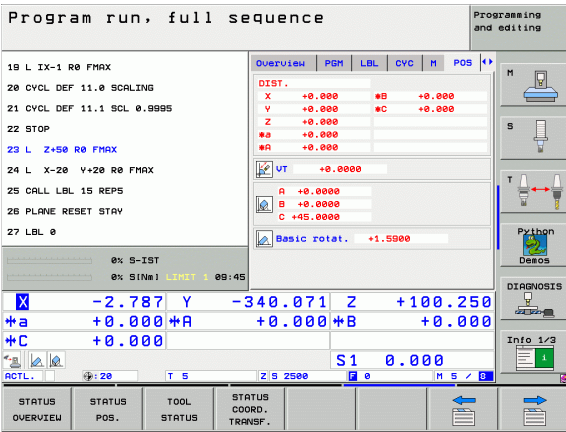 Program run, full sequence
Programming
and editing
19 L IX-1 R0 FMAX
20 CYCL DEF 11.0 SCALING
21 CYCL DEF 11.1 SCL 0.9995
22 STOP
23 L Z+50 R0 FMAX
24 L X-20 Y+20 R0 FMAX
25 CALL LBL 15 REPS
26 PLANE RESET STAY
27 LBL 0
0% S-IST
0% S[Nm] LIMIT 1 09:45
Overview PGM LBL CYC M POS
DIST.
X +0.000 *B +0.000
Y +0.000 *C +0.000
Z +0.000
*a +0.000
*A +0.000
VT +0.0000
A +0.0000
B +0.0000
C +45.0000
Basic rotat. +1.5900
X -2.787 Y -340.071 Z +100.250
*a +0.000 *A +0.000 *B +0.000
*C +0.000
S1 0.000
ACTL. : 20 T 5 Z S 2500 F 0 M 5 / 8
M
S
T
Python
Demos
DIAGNOSIS
Info 1/3
1
STATUS
OVERVIEW
STATUS
POS.
TOOL
STATUS
STATUS
COORD.
TRANSF.